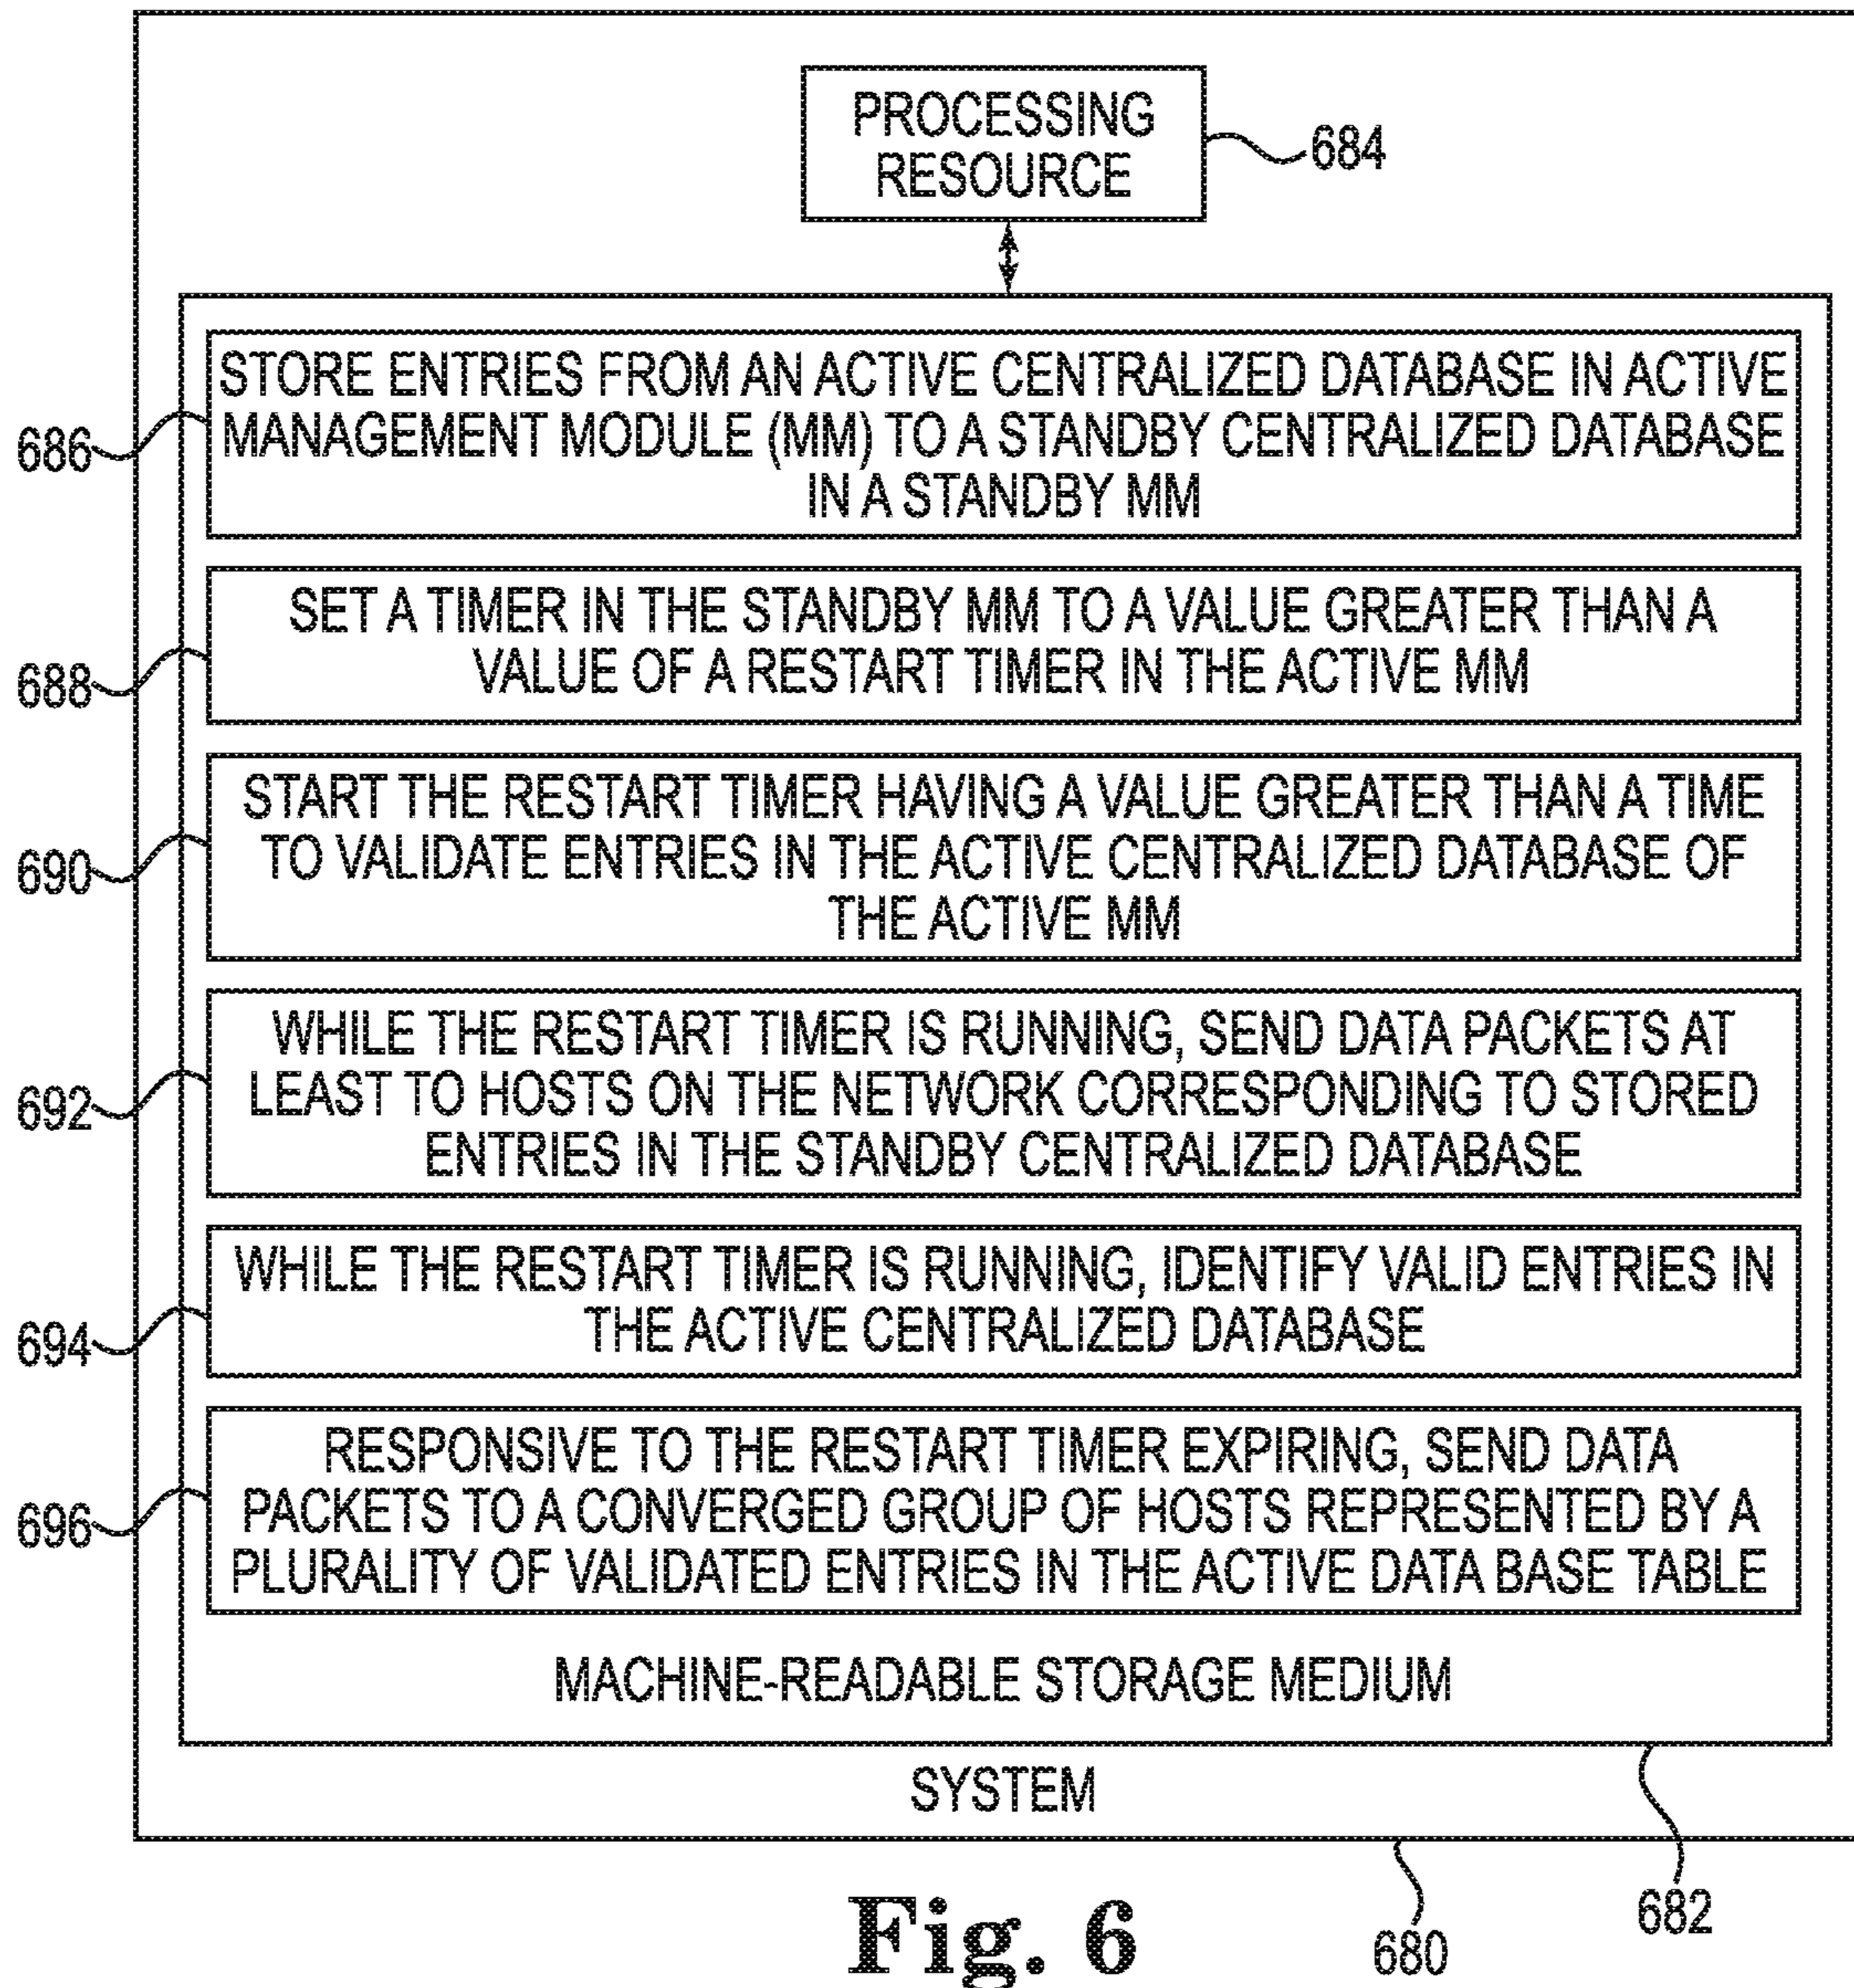 PROCESSING
RESOURCE
684
STORE ENTRIES FROM AN ACTIVE CENTRALIZED DATABASE IN ACTIVE
MANAGEMENT MODULE (MM) TO A STANDBY CENTRALIZED DATABASE
IN A STANDBY MM
686
SET A TIMER IN THE STANDBY MM TO A VALUE GREATER THAN A
VALUE OF A RESTART TIMER IN THE ACTIVE MM
688
START THE RESTART TIMER HAVING A VALUE GREATER THAN A TIME
TO VALIDATE ENTRIES IN THE ACTIVE CENTRALIZED DATABASE OF
THE ACTIVE MM
690
WHILE THE RESTART TIMER IS RUNNING, SEND DATA PACKETS AT
LEAST TO HOSTS ON THE NETWORK CORRESPONDING TO STORED
ENTRIES IN THE STANDBY CENTRALIZED DATABASE
692
WHILE THE RESTART TIMER IS RUNNING, IDENTIFY VALID ENTRIES IN
THE ACTIVE CENTRALIZED DATABASE
694
RESPONSIVE TO THE RESTART TIMER EXPIRING, SEND DATA
PACKETS TO A CONVERGED GROUP OF HOSTS REPRESENTED BY A
PLURALITY OF VALIDATED ENTRIES IN THE ACTIVE DATA BASE TABLE
696
MACHINE-READABLE STORAGE MEDIUM
SYSTEM
682
680
Fig. 6